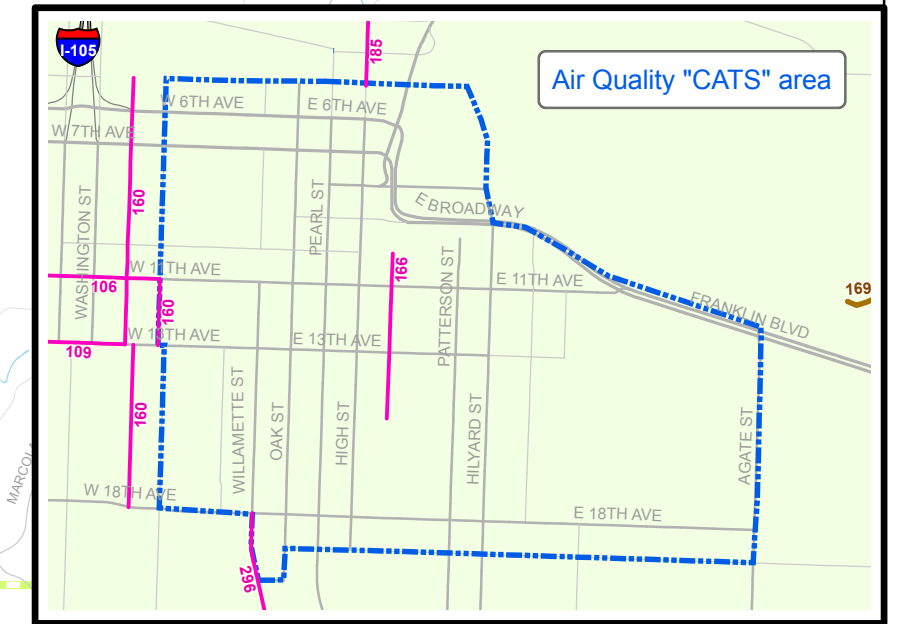 I-105
185
Air Quality "CATS" area
W 6TH AVE
E 6TH AVE
W 7TH AVE
160
WASHINGTON ST
PEARL ST
E BROADWAY
W 11TH AVE
106
160
166
PATTERSON ST
E 11TH AVE
169
FRANKLIN BLVD
W 13TH AVE
E 13TH AVE
109
160
WILLAMETTE ST
OAK ST
HIGH ST
HILYARD ST
AGATE ST
W 18TH AVE
E 18TH AVE
296
MARCOL